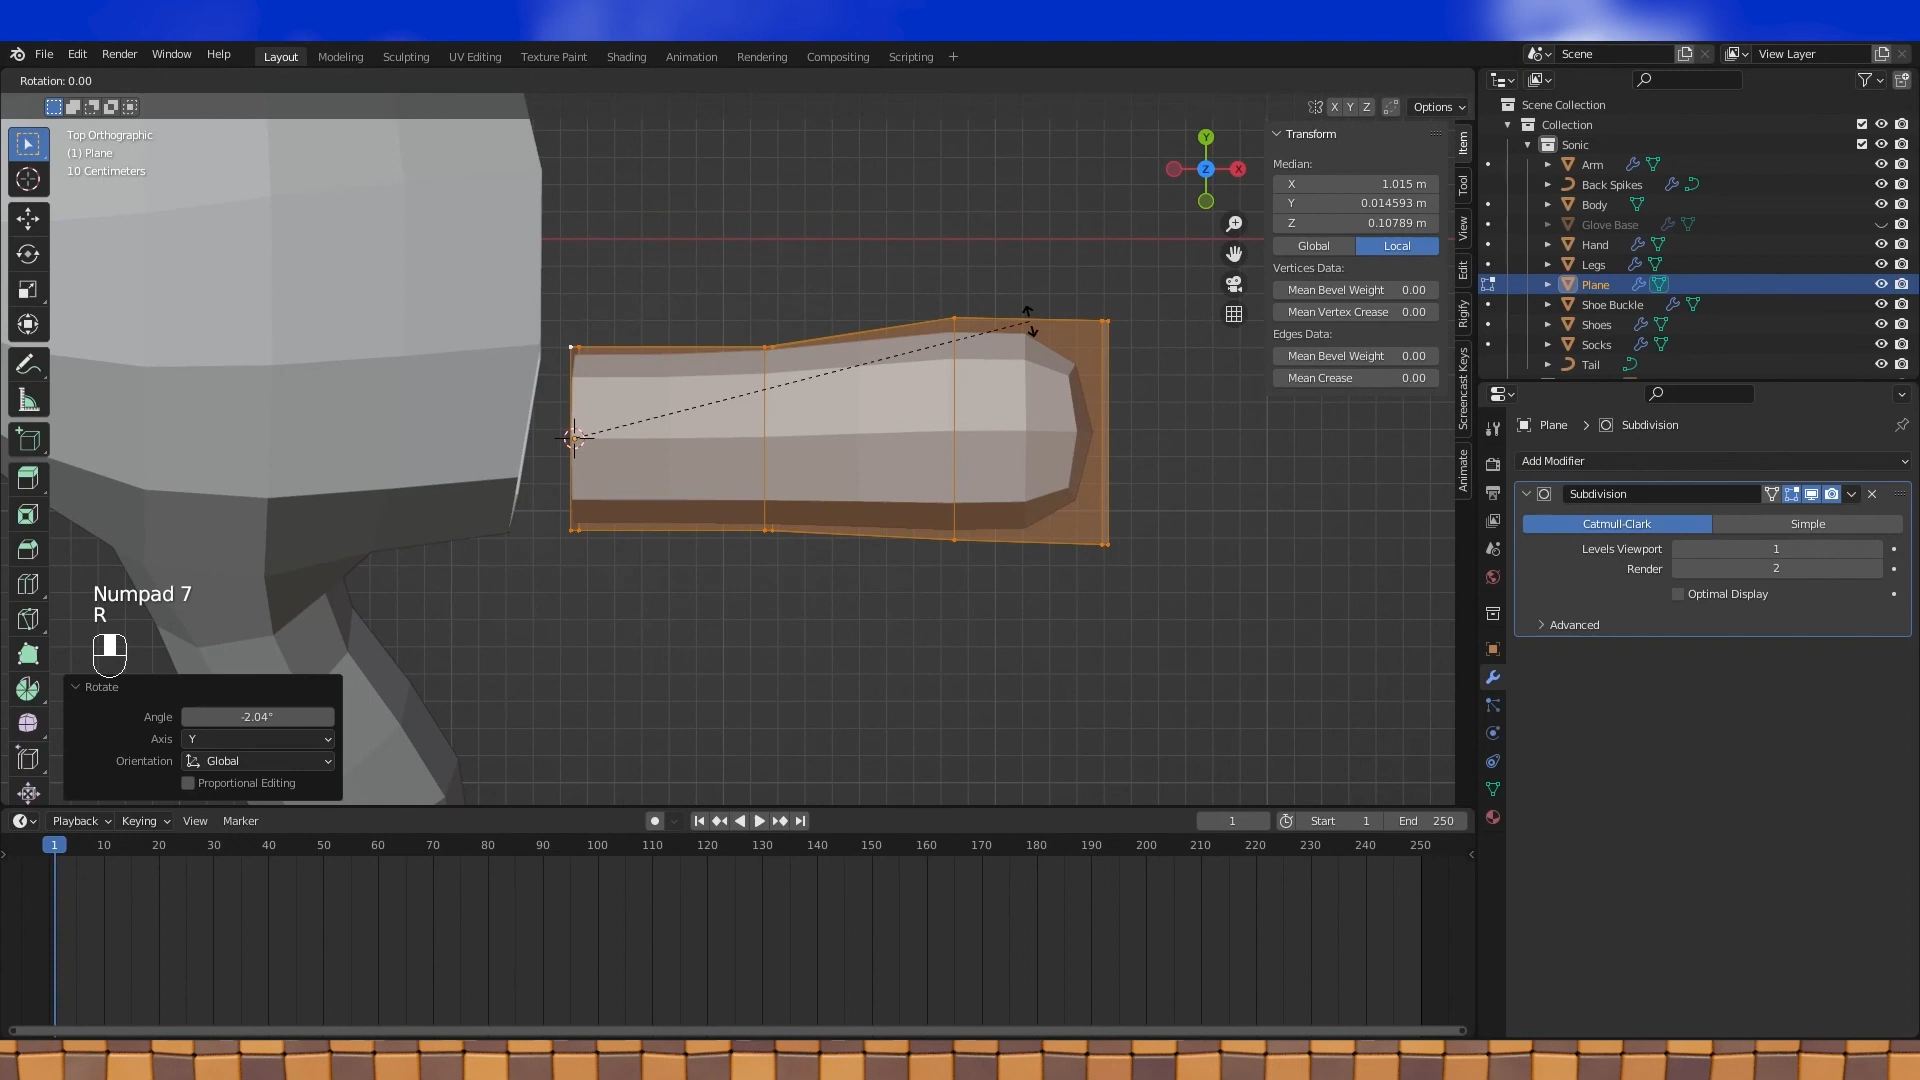 File Edit Render Window Help Layout Modeling Sculpting UV Editing Texture Paint Shading Animation Rendering Compositing Scripting + Scene View Layer
Rotation: 0.00
X Y Z Options
Top Orthographic
(1) Plane
10 Centimeters
Y
Z X
Transform
Median:
X 1.015 m
Y 0.014593 m
Z 0.10789 m
Global Local
Vertices Data:
Mean Bevel Weight 0.00
Mean Vertex Crease 0.00
Edges Data:
Mean Bevel Weight 0.00
Mean Crease 0.00
Item
Tool
View
Edit
Rigify
Screencast Keys
Animate
Scene Collection
Collection
Sonic
Arm
Back Spikes
Body
Glove Base
Hand
Legs
Plane
Shoe Buckle
Shoes
Socks
Tail
Plane > Subdivision
Add Modifier
Subdivision
Catmull-Clark Simple
Levels Viewport 1
Render 2
Optimal Display
Advanced
Numpad 7
R
Rotate
Angle -2.04°
Axis Y
Orientation Global
Proportional Editing
Playback Keying View Marker 1 Start 1 End 250
1 10 20 30 40 50 60 70 80 90 100 110 120 130 140 150 160 170 180 190 200 210 220 230 240 250